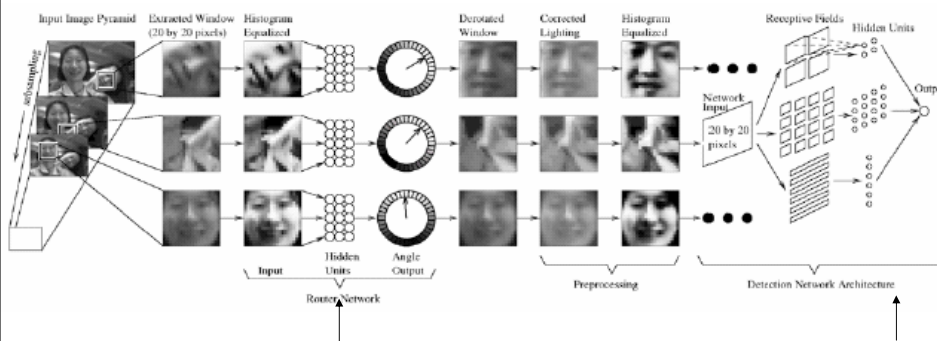 Input Image Pyramid
Extracted Window
(20 by 20 pixels)
Histogram
Equalized
Derotated
Window
Corrected
Lighting
Histogram
Equalized
Receptive Fields
Hidden Units
subsampling
Network
Input
20 by 20
pixels
Outp
Input
Hidden
Units
Angle
Output
Router Network
Preprocessing
Detection Network Architecture